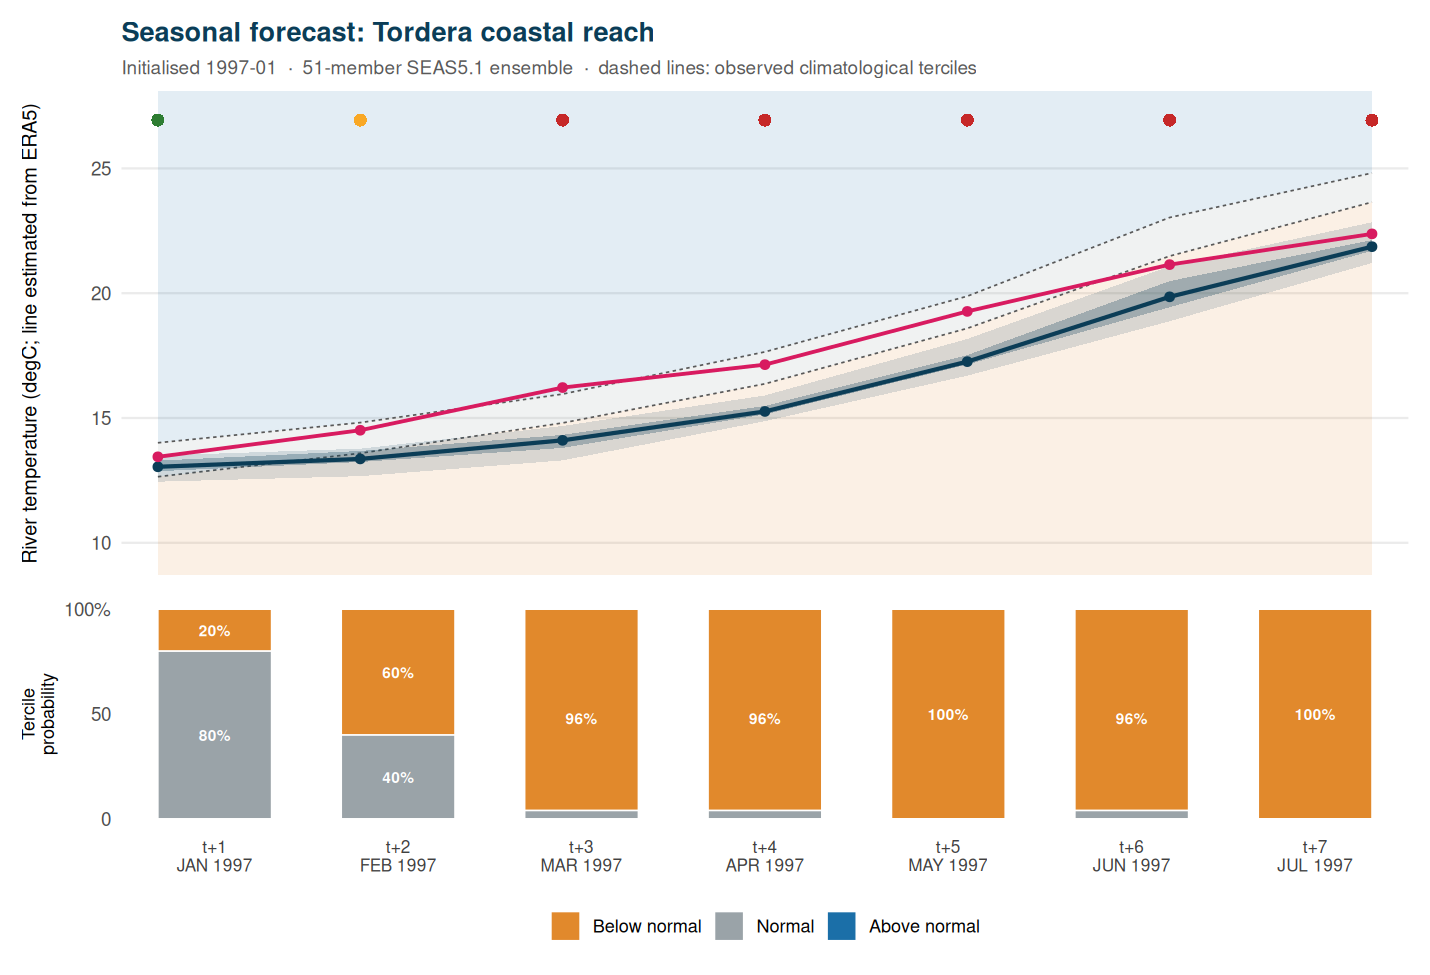 Seasonal forecast: Tordera coastal reach
Initialised 1997-01 · 51-member SEAS5.1 ensemble · dashed lines: observed climatological terciles
River temperature (degC; line estimated from ERA5)
25
20
15
10
Tercile
probability
100%
50
0
20%
80%
60%
40%
96%
96%
100%
96%
100%
t+1
JAN 1997
t+2
FEB 1997
t+3
MAR 1997
t+4
APR 1997
t+5
MAY 1997
t+6
JUN 1997
t+7
JUL 1997
Below normal
Normal
Above normal